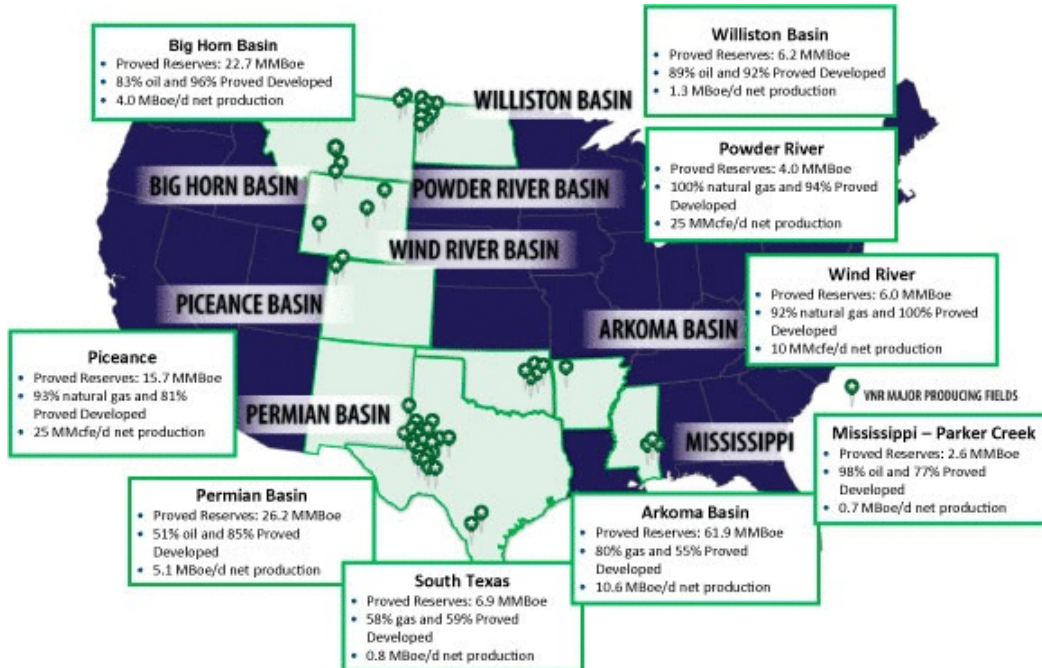 Big Horn Basin
• Proved Reserves: 22.7 MMBoe
• 83% oil and 96% Proved Developed
• 4.0 MBoe/d net production
Williston Basin
• Proved Reserves: 6.2 MMBoe
• 89% oil and 92% Proved Developed
• 1.3 MBoe/d net production
WILLISTON BASIN
Powder River
• Proved Reserves: 4.0 MMBoe
• 100% natural gas and 94% Proved
Developed
• 25 MMcfe/d net production
BIG HORN BASIN
POWDER RIVER BASIN
WIND RIVER BASIN
Wind River
• Proved Reserves: 6.0 MMBoe
• 92% natural gas and 100% Proved
Developed
• 10 MMcfe/d net production
PICEANCE BASIN
ARKOMA BASIN
Piceance
• Proved Reserves: 15.7 MMBoe
• 93% natural gas and 81%
Proved Developed
• 25 MMcfe/d net production
VNR MAJOR PRODUCING FIELDS
PERMIAN BASIN
MISSISSIPPI
Mississippi – Parker Creek
• Proved Reserves: 2.6 MMBoe
• 98% oil and 77% Proved
Developed
• 0.7 MBoe/d net production
Permian Basin
• Proved Reserves: 26.2 MMBoe
• 51% oil and 85% Proved
Developed
• 5.1 MBoe/d net production
Arkoma Basin
• Proved Reserves: 61.9 MMBoe
• 80% gas and 55% Proved
Developed
• 10.6 MBoe/d net production
South Texas
• Proved Reserves: 6.9 MMBoe
• 58% gas and 59% Proved
Developed
• 0.8 MBoe/d net production